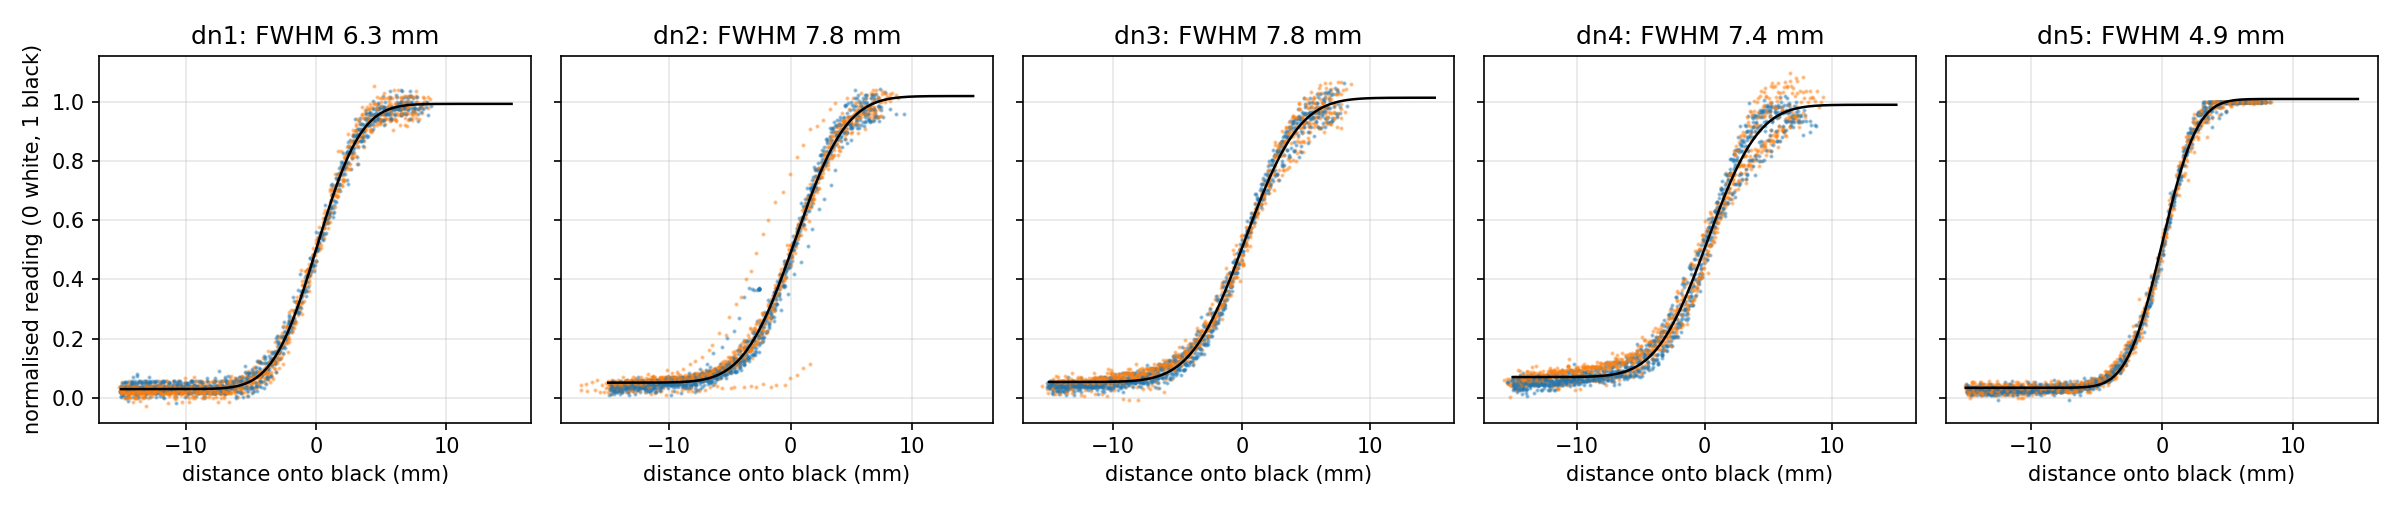 dn1: FWHM 6.3 mm
dn2: FWHM 7.8 mm
dn3: FWHM 7.8 mm
dn4: FWHM 7.4 mm
dn5: FWHM 4.9 mm
normalised reading (0 white, 1 black)
1.0
0.8
0.6
0.4
0.2
0.0
−10 0 10
−10 0 10
−10 0 10
−10 0 10
−10 0 10
distance onto black (mm)
distance onto black (mm)
distance onto black (mm)
distance onto black (mm)
distance onto black (mm)